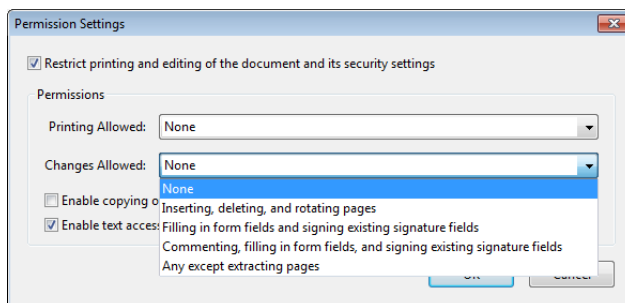 Permission Settings
Restrict printing and editing of the document and its security settings
Permissions
Printing Allowed: None
Changes Allowed: None
None
Enable copying o
Inserting, deleting, and rotating pages
Enable text acces
Filling in form fields and signing existing signature fields
Commenting, filling in form fields, and signing existing signature fields
Any except extracting pages
OK Cancel